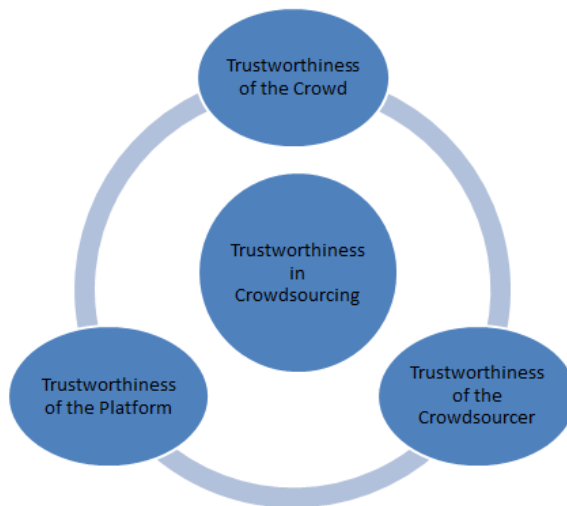 Trustworthiness
of the Crowd
Trustworthiness
in
Crowdsourcing
Trustworthiness
of the Platform
Trustworthiness
of the
Crowdsourcer